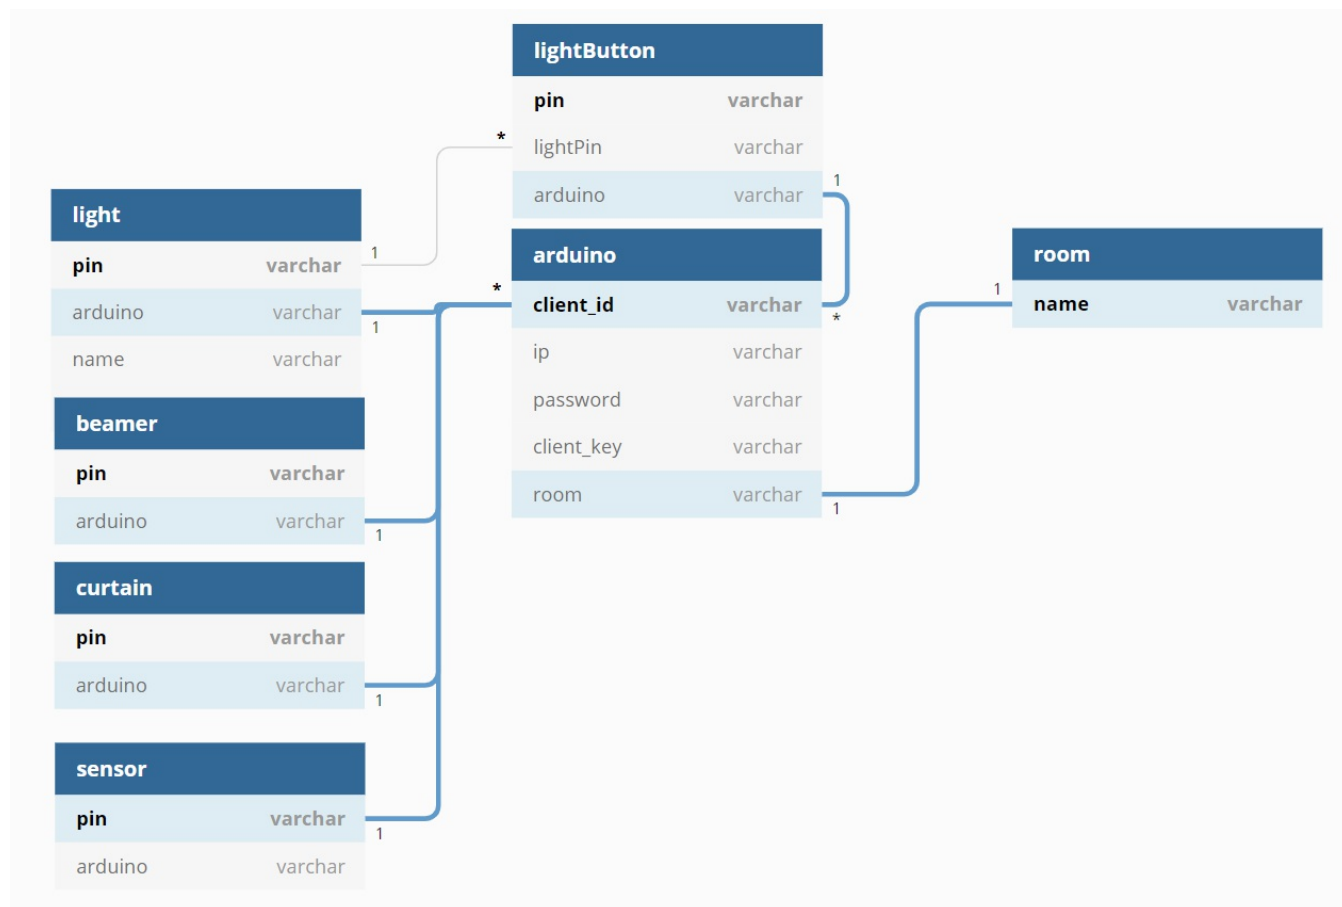 lightButton
pin varchar
lightPin varchar
arduino varchar
*
1
light
pin varchar
1
arduino varchar
1
name varchar
*
arduino
client_id varchar
*
ip varchar
password varchar
client_key varchar
room varchar
1
room
1
name varchar
beamer
pin varchar
arduino varchar
1
curtain
pin varchar
arduino varchar
1
sensor
pin varchar
1
arduino varchar